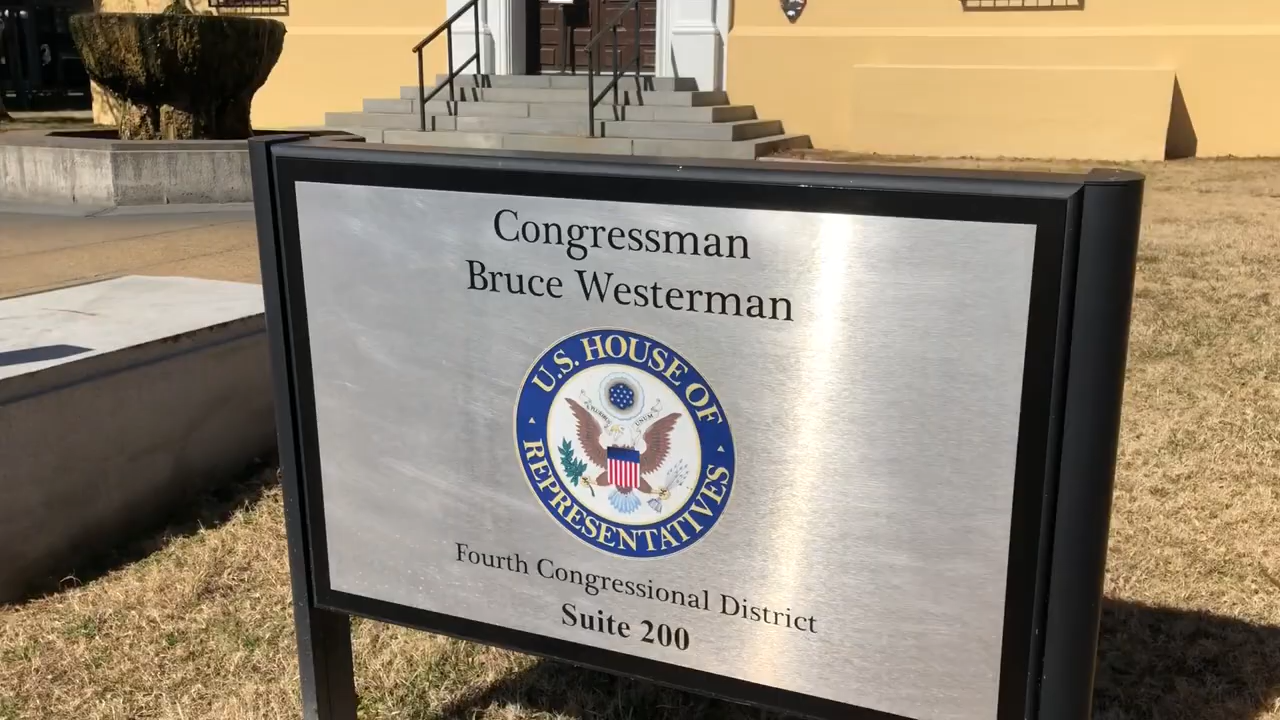 Congressman
Bruce Westerman
U.S. HOUSE OF
REPRESENTATIVES
Fourth Congressional District
Suite 200